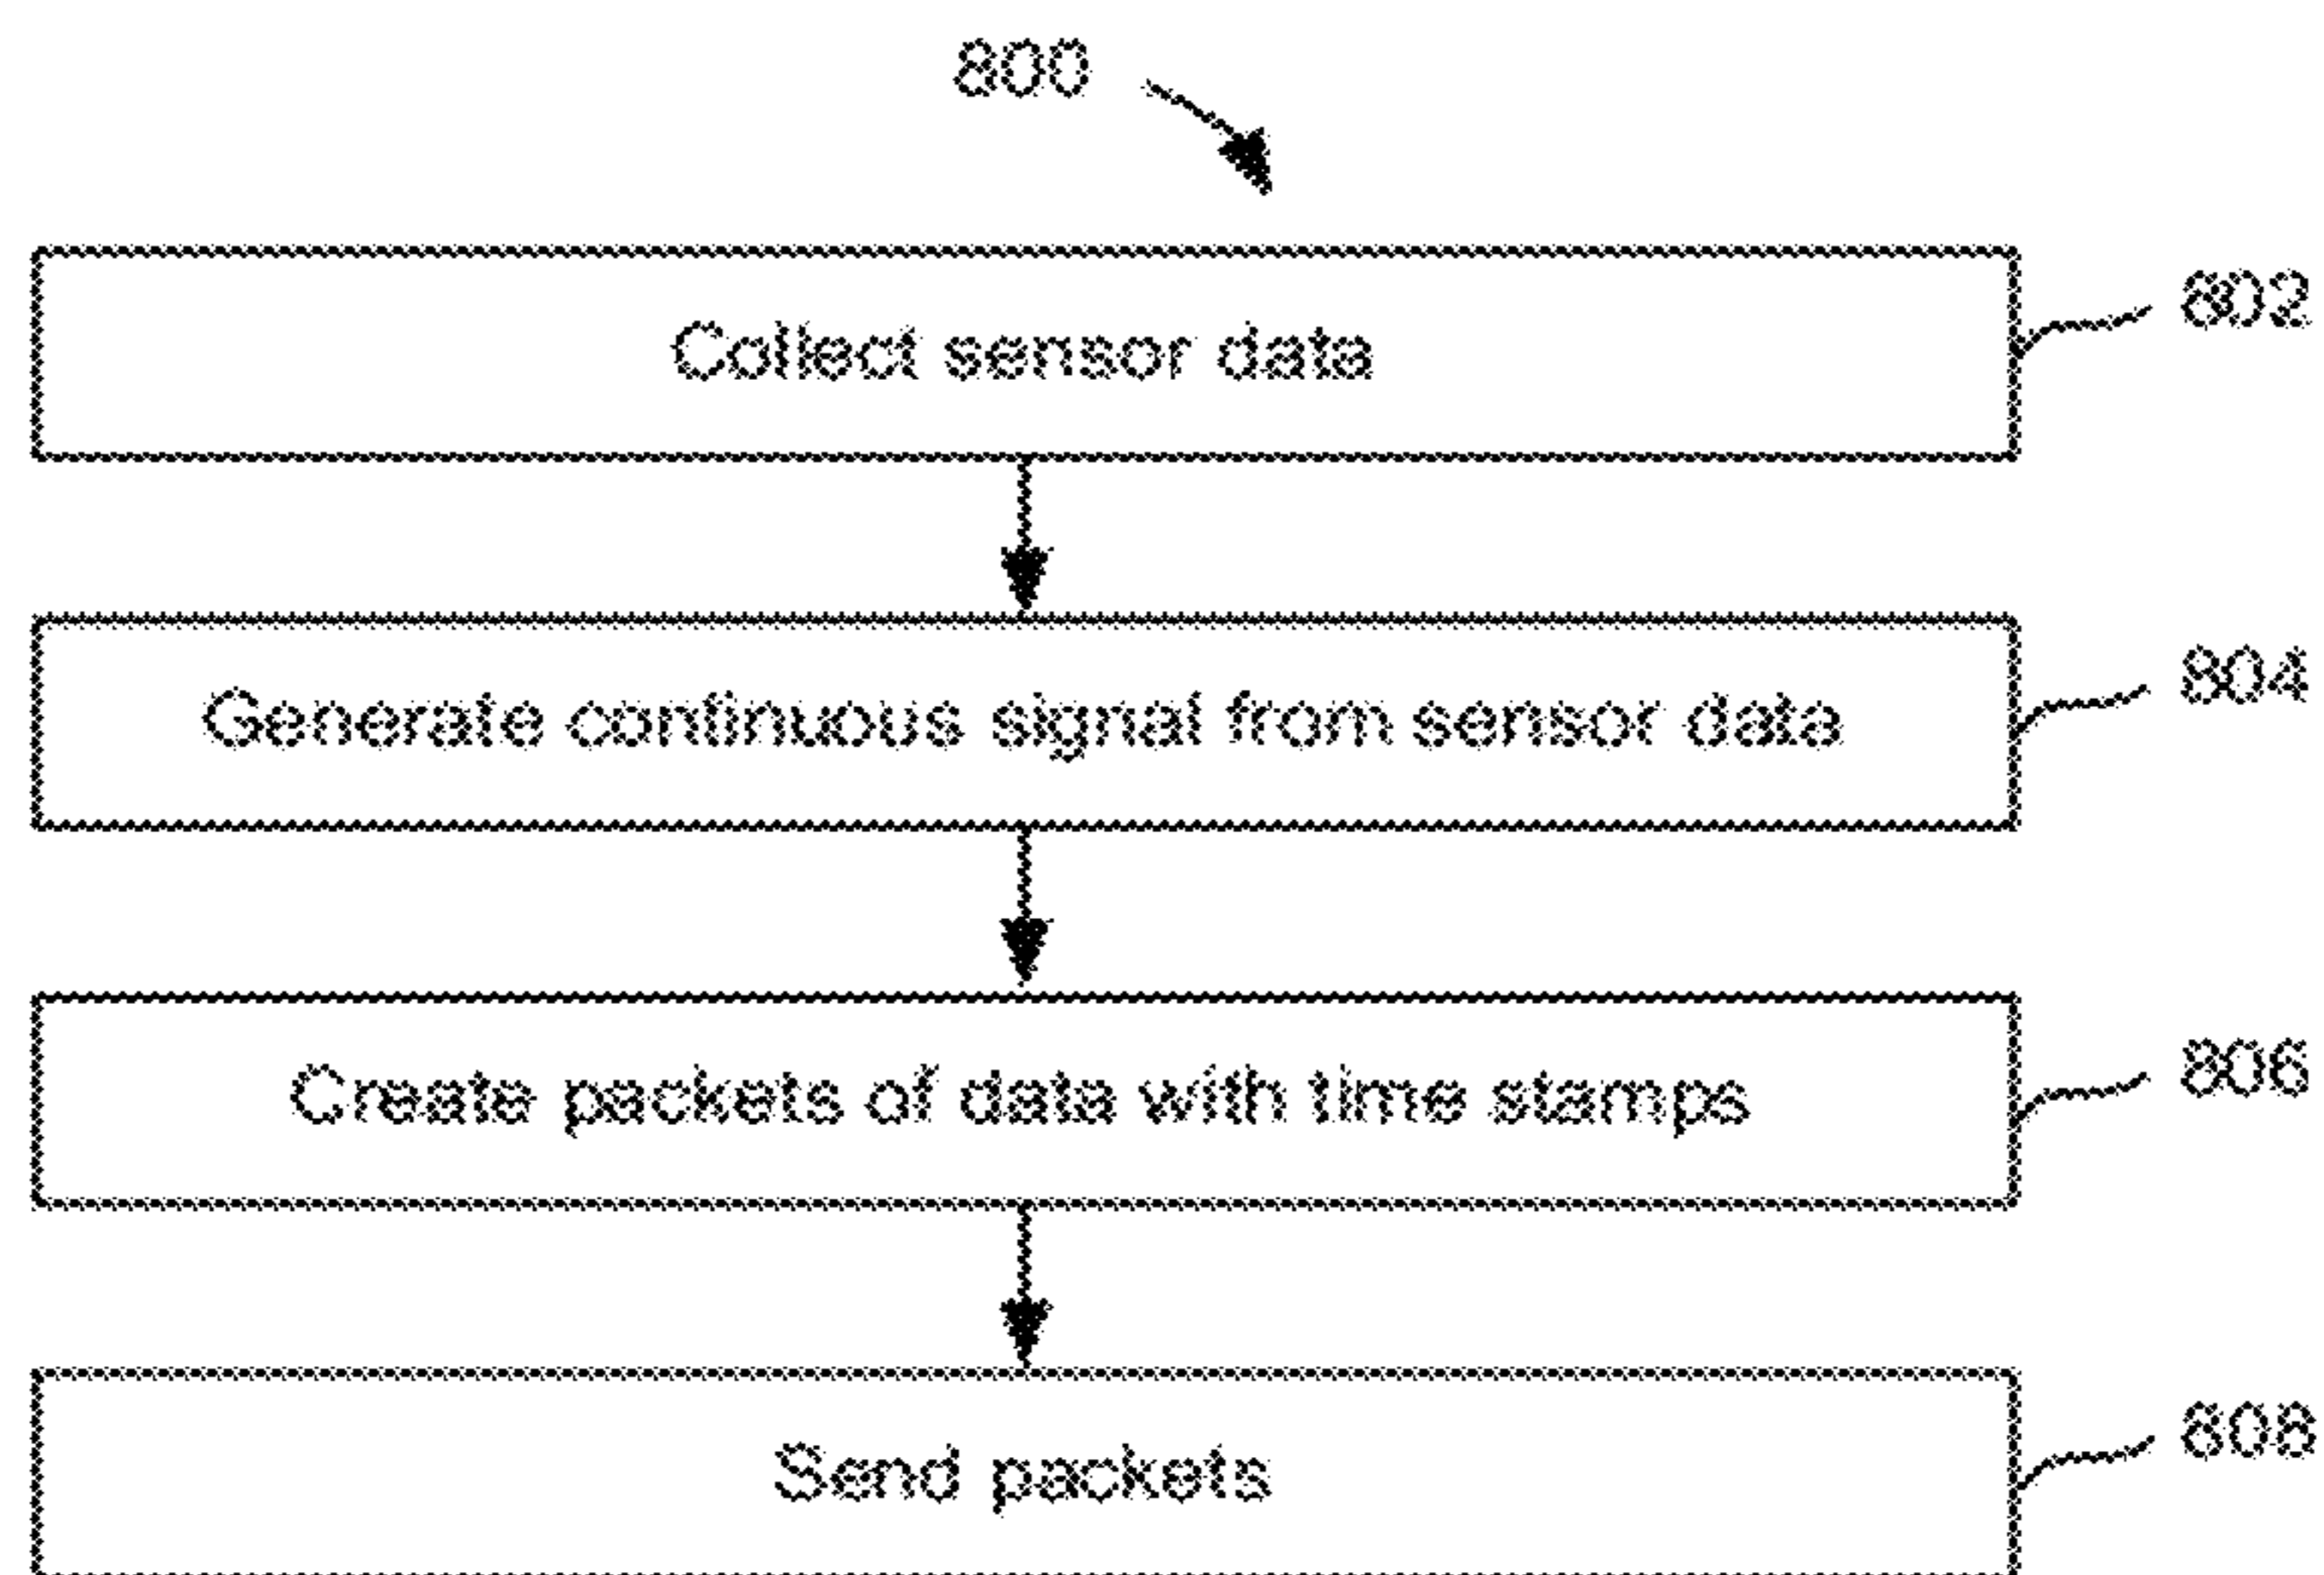 800
Collect sensor data
802
Generate continuous signal from sensor data
804
Create packets of data with time stamps
806
Send packets
808